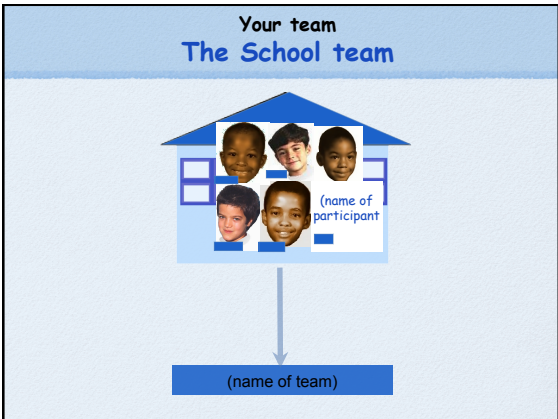 Your team
The School team
(name of
participant
(name of team)